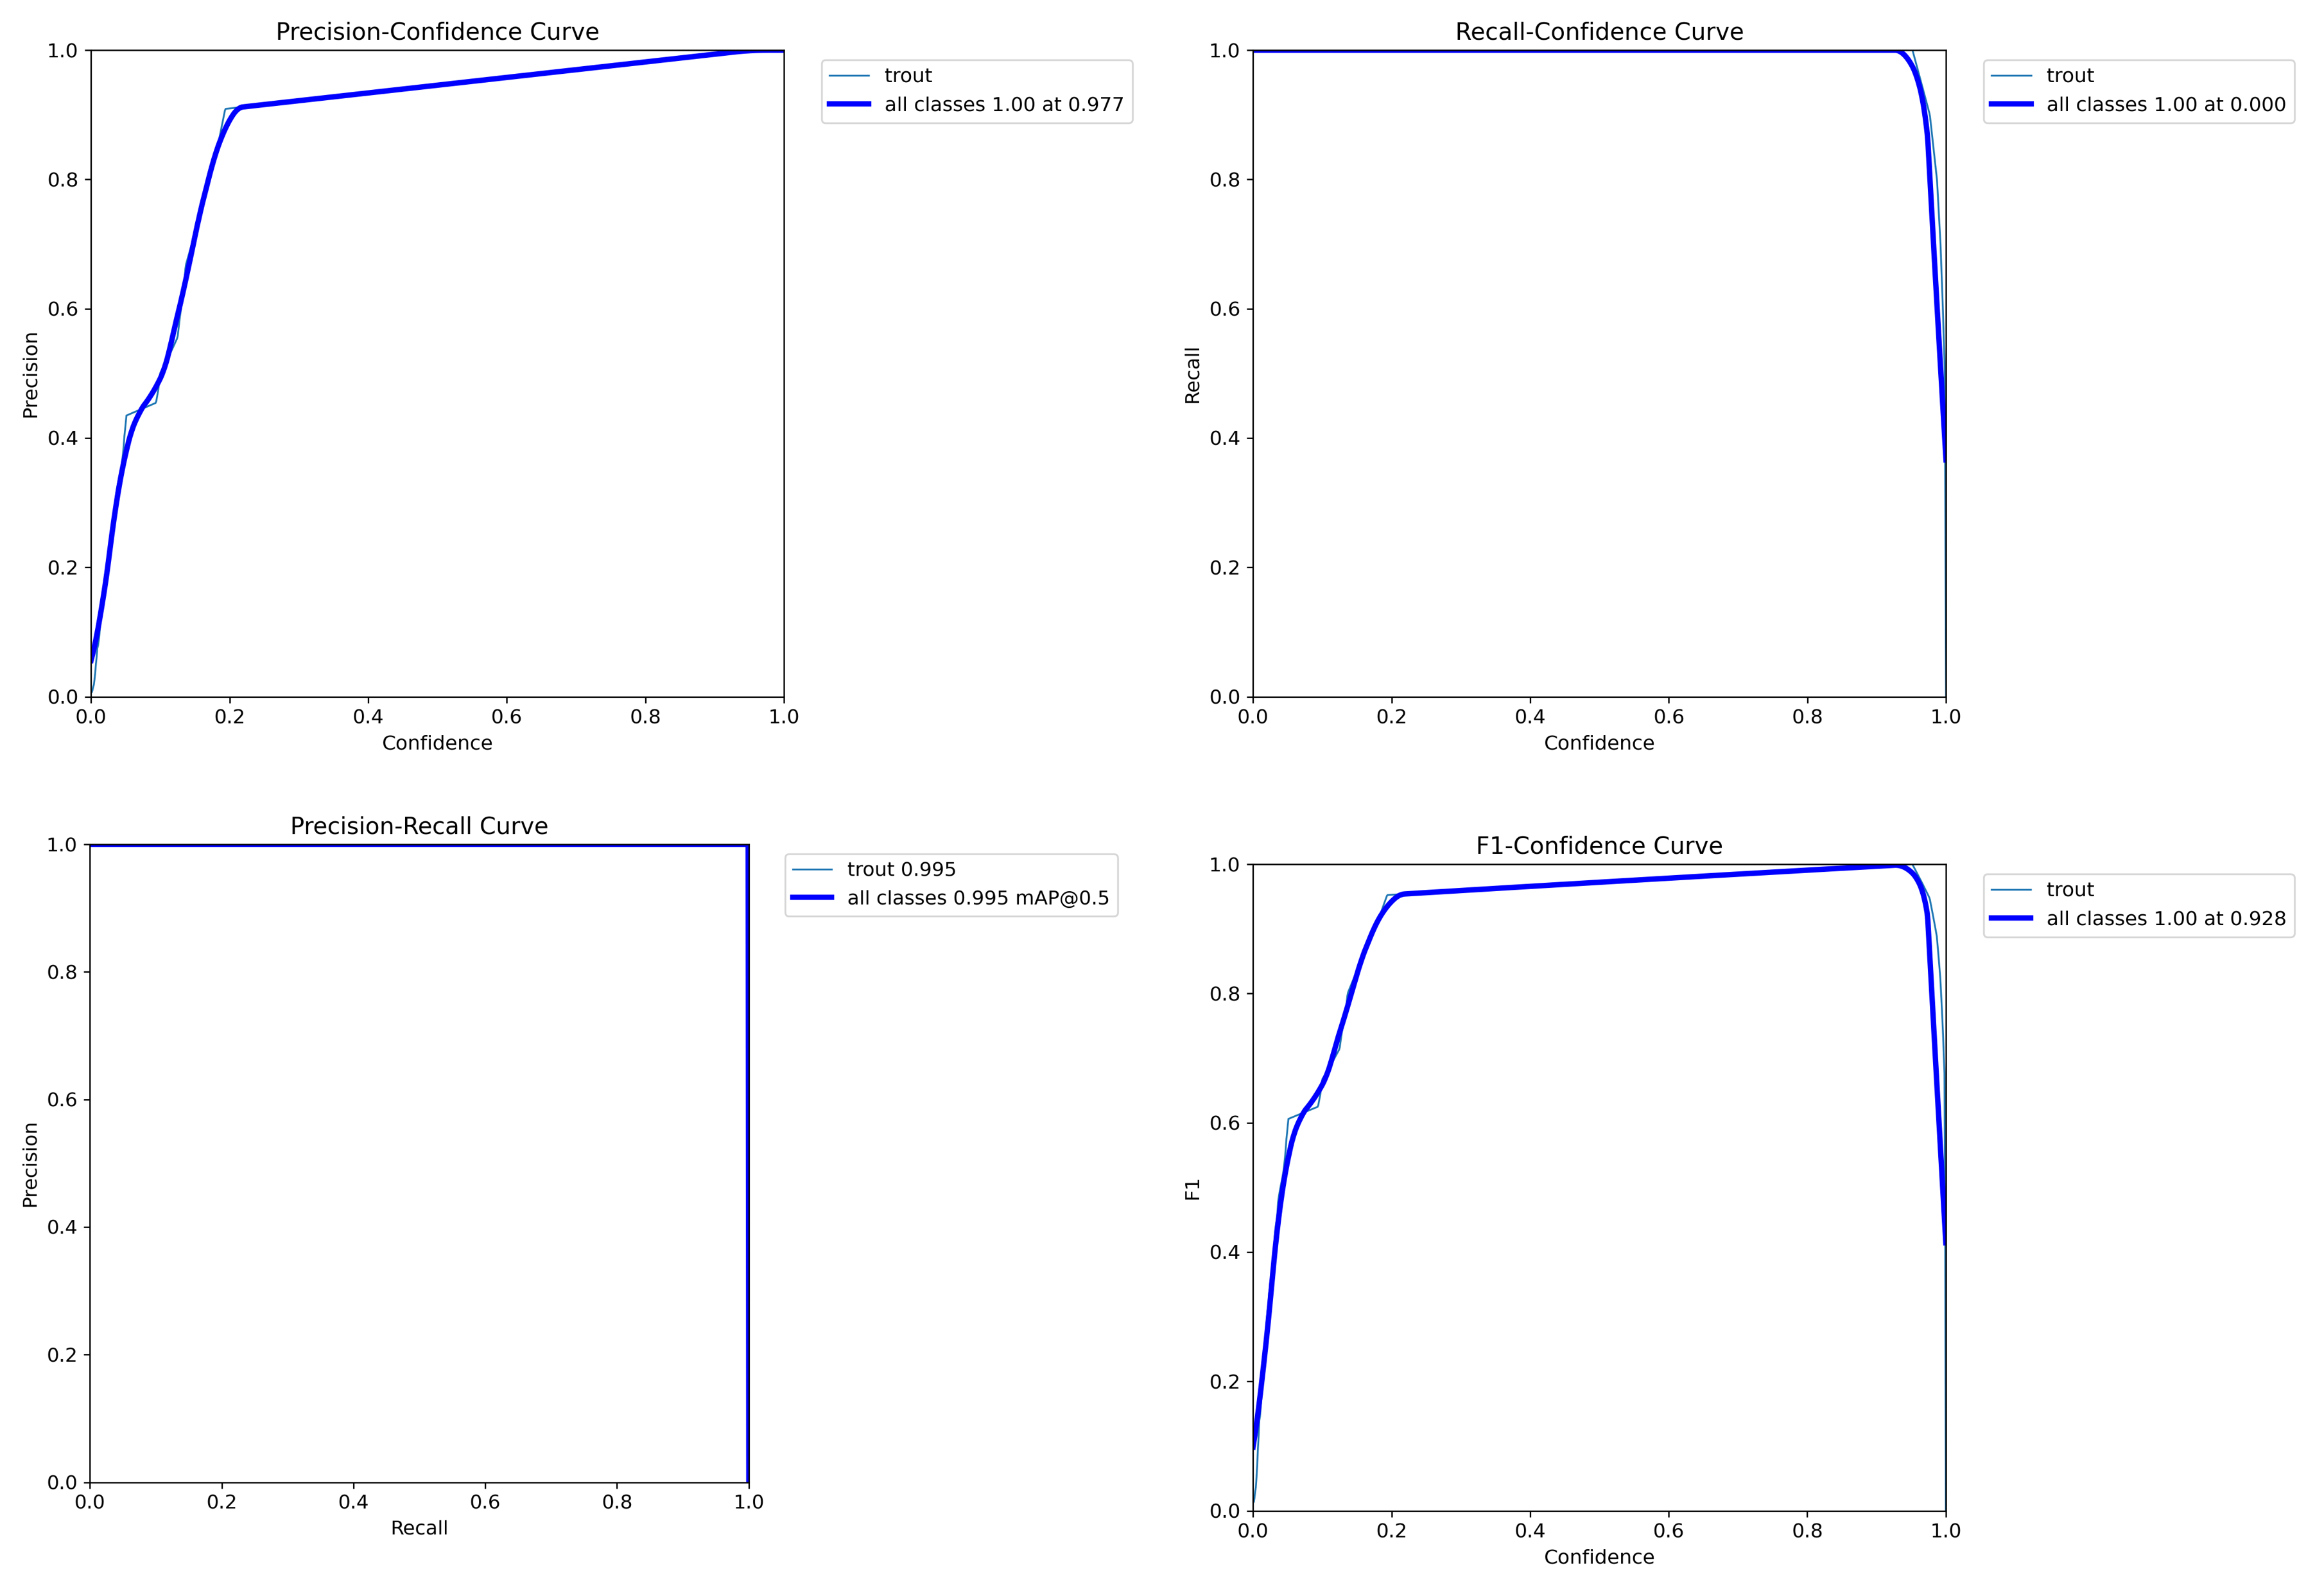 Precision-Confidence Curve
1.0
0.8
0.6
0.4
0.2
0.0
Precision
0.0 0.2 0.4 0.6 0.8 1.0
Confidence
trout
all classes 1.00 at 0.977
Recall-Confidence Curve
1.0
0.8
0.6
0.4
0.2
0.0
Recall
0.0 0.2 0.4 0.6 0.8 1.0
Confidence
trout
all classes 1.00 at 0.000
Precision-Recall Curve
1.0
0.8
0.6
0.4
0.2
0.0
Precision
0.0 0.2 0.4 0.6 0.8 1.0
Recall
trout 0.995
all classes 0.995 mAP@0.5
F1-Confidence Curve
1.0
0.8
0.6
0.4
0.2
0.0
F1
0.0 0.2 0.4 0.6 0.8 1.0
Confidence
trout
all classes 1.00 at 0.928